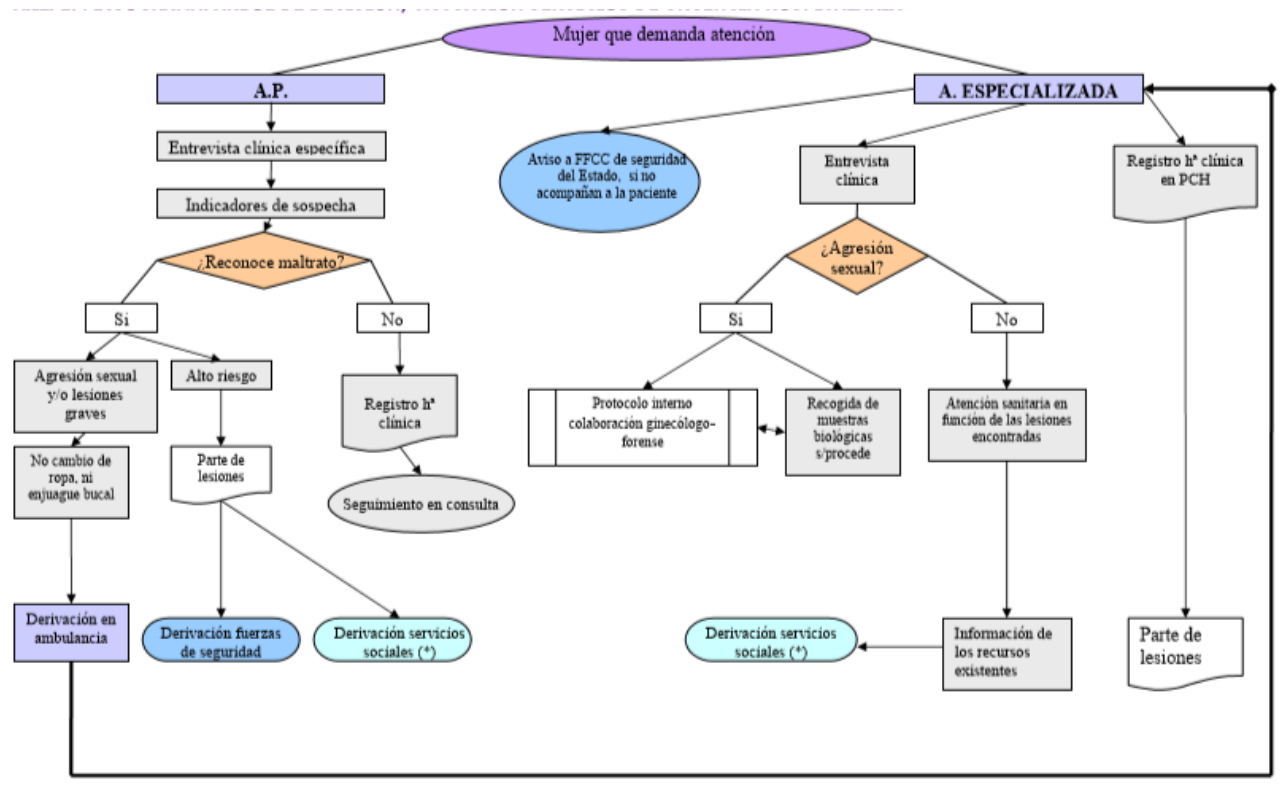 Mujer que demanda atención
A.P.
A. ESPECIALIZADA
Entrevista clínica específica
Indicadores de sospecha
¿Reconoce maltrato?
Si
No
Agresión sexual
y/o lesiones
graves
Alto riesgo
Registro hª
clínica
No cambio de
ropa, ni
enjuague bucal
Parte de
lesiones
Seguimiento en consulta
Derivación en
ambulancia
Derivación fuerzas
de seguridad
Derivación servicios
sociales (*)
Aviso a FFCC de seguridad
del Estado, si no
acompañan a la paciente
Entrevista
clínica
Registro hª clínica
en PCH
¿Agresión
sexual?
Si
No
Protocolo interno
colaboración ginecólogo-
forense
Recogida de
muestras
biológicas
s/procede
Atención sanitaria en
función de las lesiones
encontradas
Derivación servicios
sociales (*)
Información de
los recursos
existentes
Parte de
lesiones